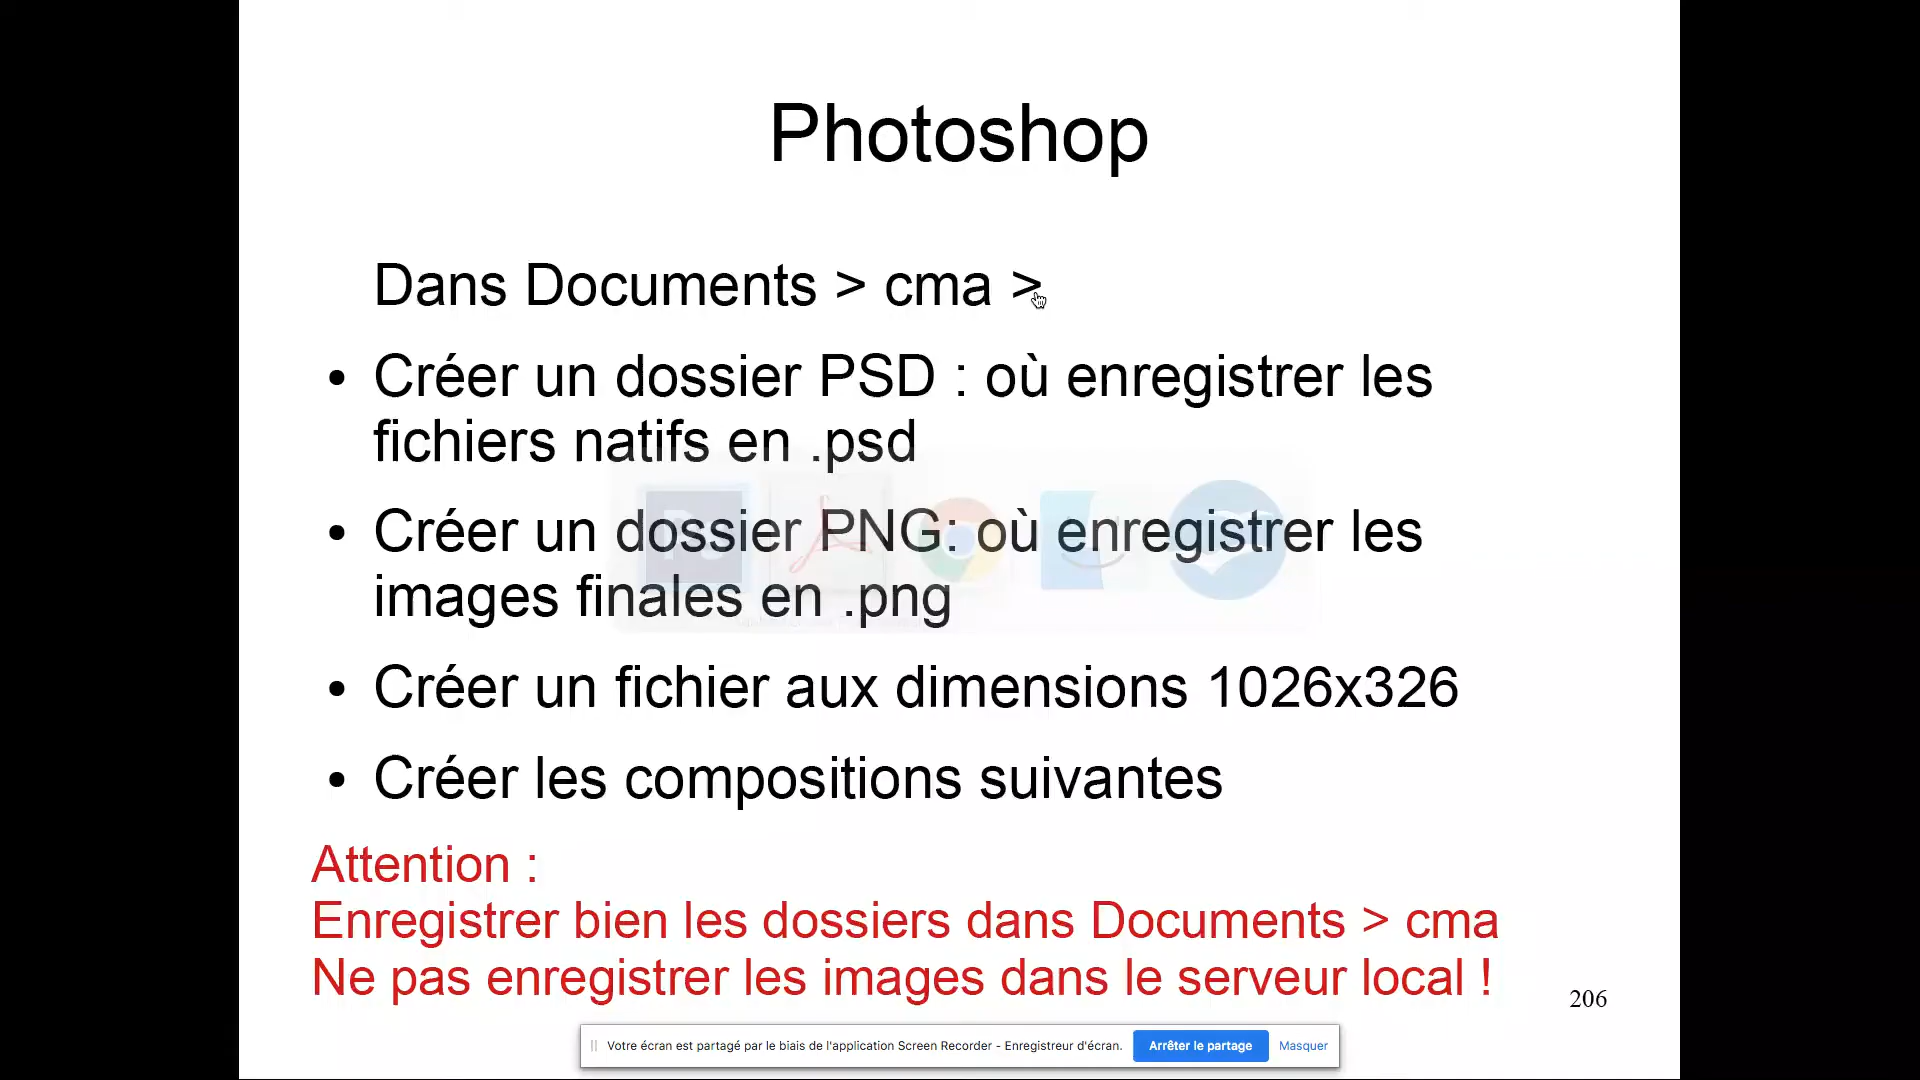 Photoshop
Dans Documents > cma >
• Créer un dossier PSD : où enregistrer les
fichiers natifs en .psd
• Créer un dossier PNG: où enregistrer les
images finales en .png
• Créer un fichier aux dimensions 1026x326
• Créer les compositions suivantes
Attention :
Enregistrer bien les dossiers dans Documents > cma
Ne pas enregistrer les images dans le serveur local !
206
Votre écran est partagé par le biais de l'application Screen Recorder - Enregistreur d'écran. Arrêter le partage Masquer